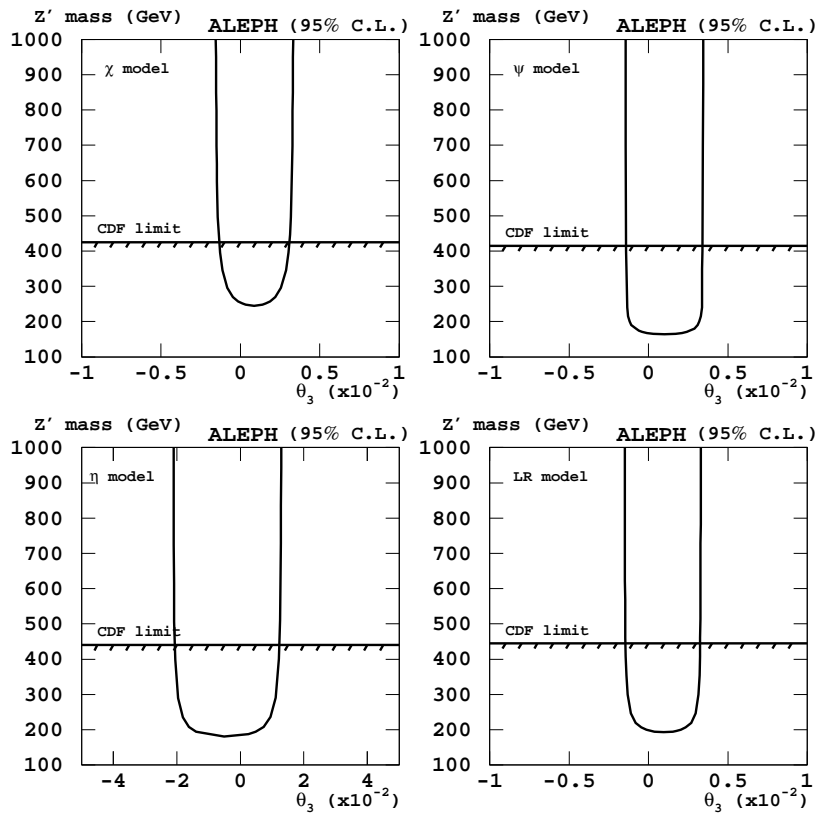 Z′ mass (GeV) ALEPH (95% C.L.)
1000
900
800
700
600
500
400
300
200
100
χ model
CDF limit
-1 -0.5 0 0.5 1
θ3 (x10-2)
Z′ mass (GeV) ALEPH (95% C.L.)
1000
900
800
700
600
500
400
300
200
100
ψ model
CDF limit
-1 -0.5 0 0.5 1
θ3 (x10-2)
Z′ mass (GeV) ALEPH (95% C.L.)
1000
900
800
700
600
500
400
300
200
100
η model
CDF limit
-4 -2 0 2 4
θ3 (x10-2)
Z′ mass (GeV) ALEPH (95% C.L.)
1000
900
800
700
600
500
400
300
200
100
LR model
CDF limit
-1 -0.5 0 0.5 1
θ3 (x10-2)